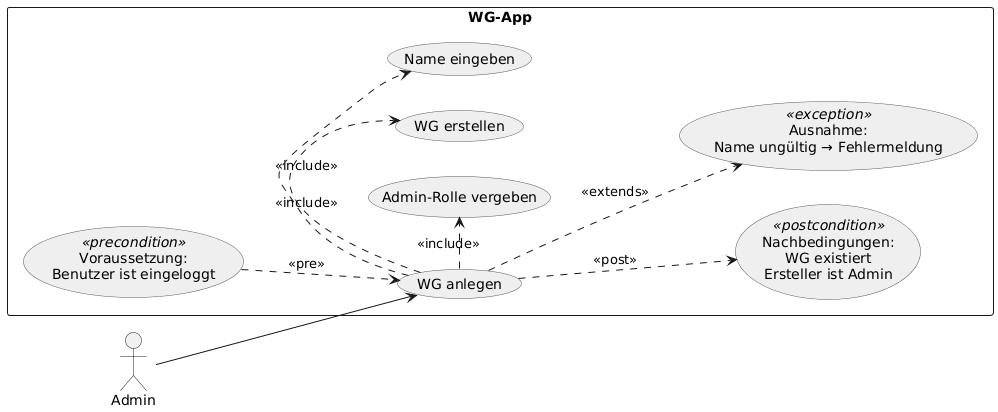 WG-App
Name eingeben
WG erstellen
«exception»
Ausnahme:
Name ungültig → Fehlermeldung
«include»
«extends»
Admin-Rolle vergeben
«include»
«precondition»
Voraussetzung:
Benutzer ist eingeloggt
«include»
«postcondition»
Nachbedingungen:
WG existiert
Ersteller ist Admin
«pre»
«post»
WG anlegen
Admin